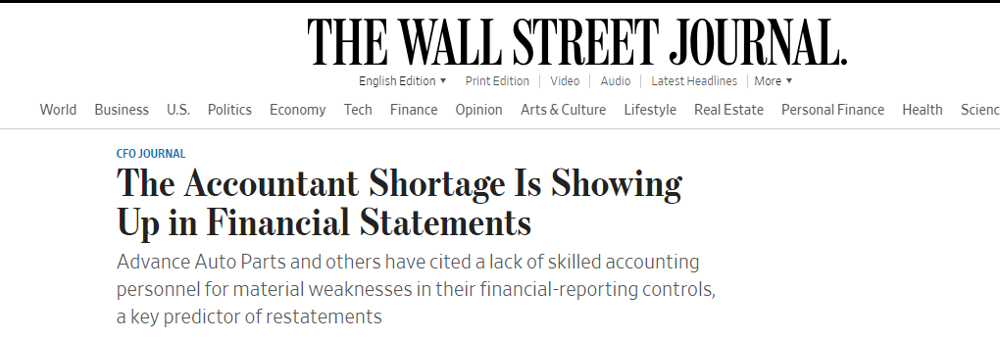 THE WALL STREET JOURNAL.
English Edition ▼ Print Edition | Video | Audio | Latest Headlines | More ▼
World Business U.S. Politics Economy Tech Finance Opinion Arts & Culture Lifestyle Real Estate Personal Finance Health Scienc
CFO JOURNAL
The Accountant Shortage Is Showing
Up in Financial Statements
Advance Auto Parts and others have cited a lack of skilled accounting
personnel for material weaknesses in their financial-reporting controls,
a key predictor of restatements